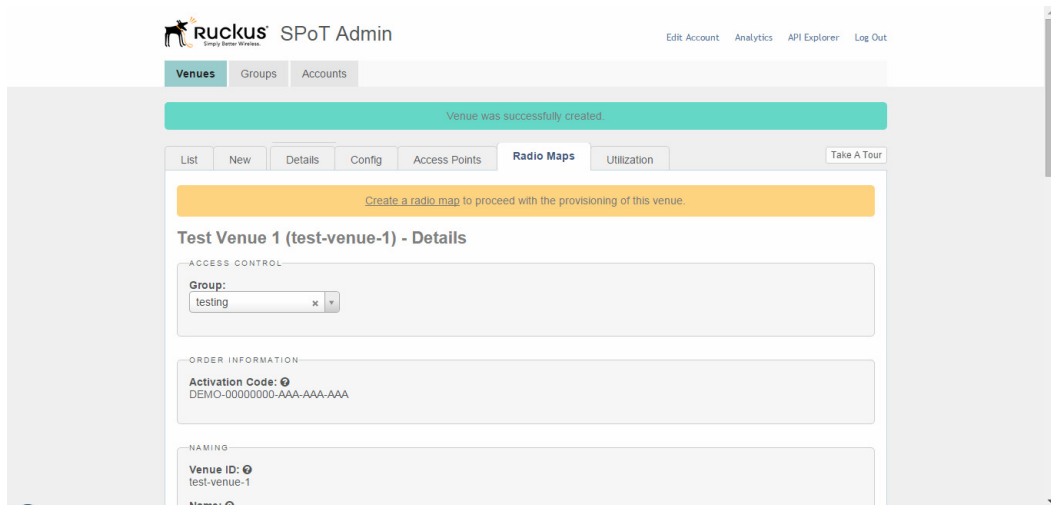 Ruckus SPoT Admin
Simply Better Wireless.
Edit Account Analytics API Explorer Log Out
Venues Groups Accounts
Venue was successfully created.
List New Details Config Access Points Radio Maps Utilization Take A Tour
Create a radio map to proceed with the provisioning of this venue.
Test Venue 1 (test-venue-1) - Details
ACCESS CONTROL
Group:
testing
ORDER INFORMATION
Activation Code:
DEMO-00000000-AAA-AAA-AAA
NAMING
Venue ID:
test-venue-1
Name: